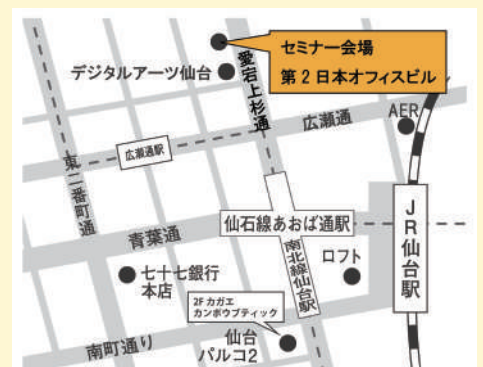 セミナー会場
第2日本オフィスビル
デジタルアーツ仙台
愛宕上杉通
広瀬通
AER
広瀬通駅
東二番町通
仙石線あおば通駅
青葉通
JR仙台駅
南北線仙台駅
ロフト
七十七銀行
本店
2F カガエ
カンポウブティック
仙台
パルコ2
南町通り